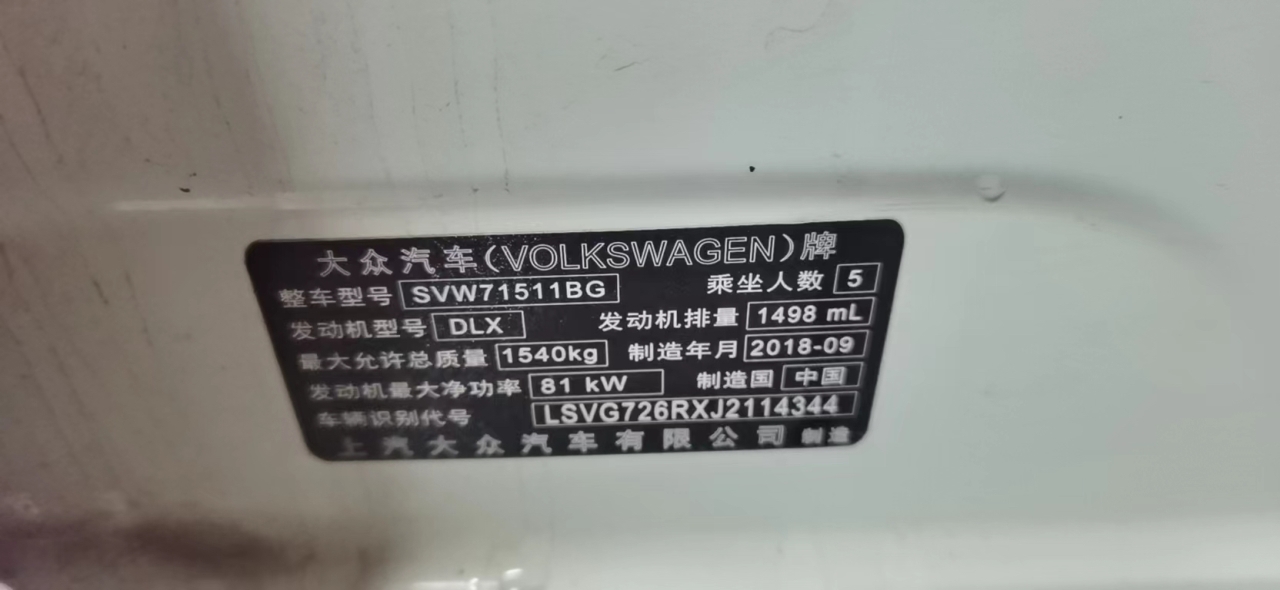 大众汽车(VOLKSWAGEN)牌
整车型号 SVW71511BG 乘坐人数 5
发动机型号 DLX 发动机排量 1498 mL
最大允许总质量 1540kg 制造年月 2018-09
发动机最大净功率 81 kW 制造国 中国
车辆识别代号 LSVG726RXJ2114344
上汽大众汽车有限公司 制造